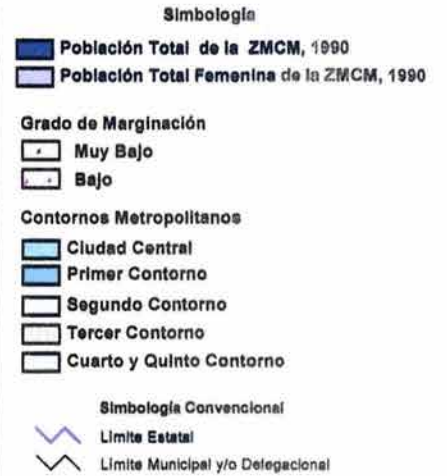 Simbología
Población Total de la ZMCM, 1990
Población Total Femenina de la ZMCM, 1990
Grado de Marginación
Muy Bajo
Bajo
Contornos Metropolitanos
Ciudad Central
Primer Contorno
Segundo Contorno
Tercer Contorno
Cuarto y Quinto Contorno
Simbología Convencional
Limite Estatal
Limite Municipal y/o Delegacional